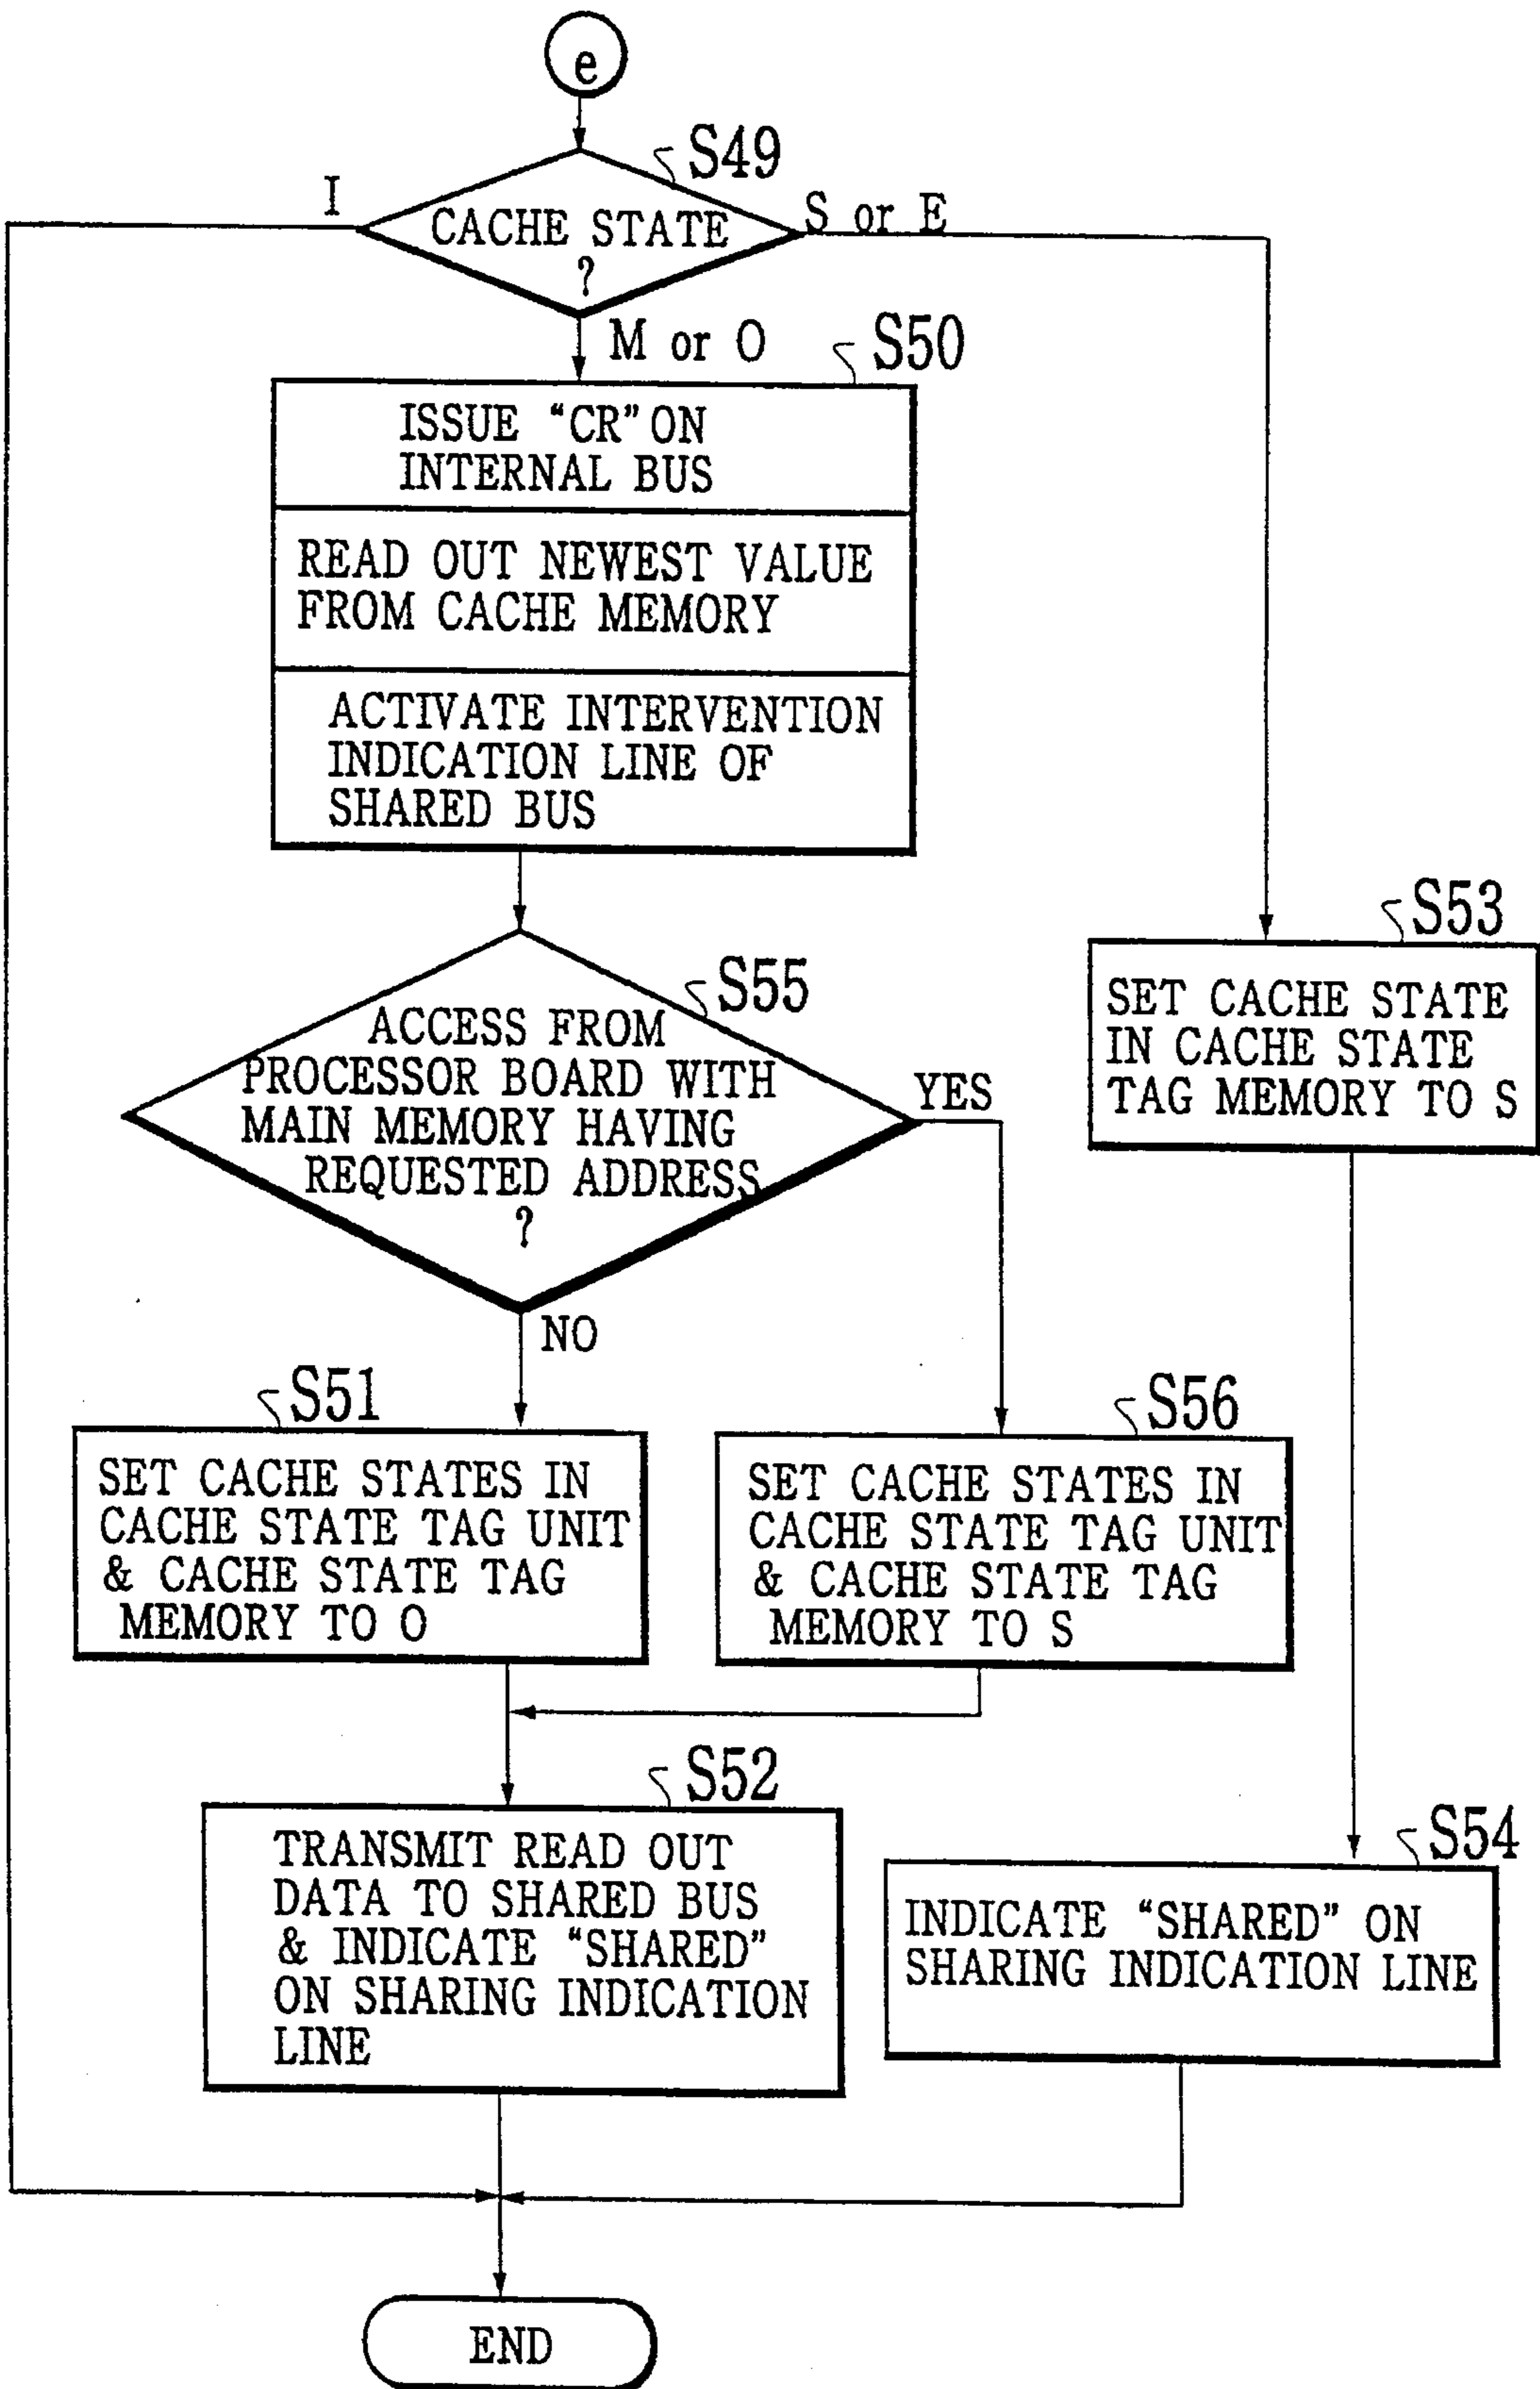 e
S49
I
CACHE STATE
?
S or E
M or O
S50
ISSUE “CR” ON
INTERNAL BUS
READ OUT NEWEST VALUE
FROM CACHE MEMORY
ACTIVATE INTERVENTION
INDICATION LINE OF
SHARED BUS
S53
SET CACHE STATE
IN CACHE STATE
TAG MEMORY TO S
S55
ACCESS FROM
PROCESSOR BOARD WITH
MAIN MEMORY HAVING
REQUESTED ADDRESS
?
YES
NO
S51
SET CACHE STATES IN
CACHE STATE TAG UNIT
& CACHE STATE TAG
MEMORY TO O
S56
SET CACHE STATES IN
CACHE STATE TAG UNIT
& CACHE STATE TAG
MEMORY TO S
S52
TRANSMIT READ OUT
DATA TO SHARED BUS
& INDICATE “SHARED”
ON SHARING INDICATION
LINE
S54
INDICATE “SHARED” ON
SHARING INDICATION LINE
END